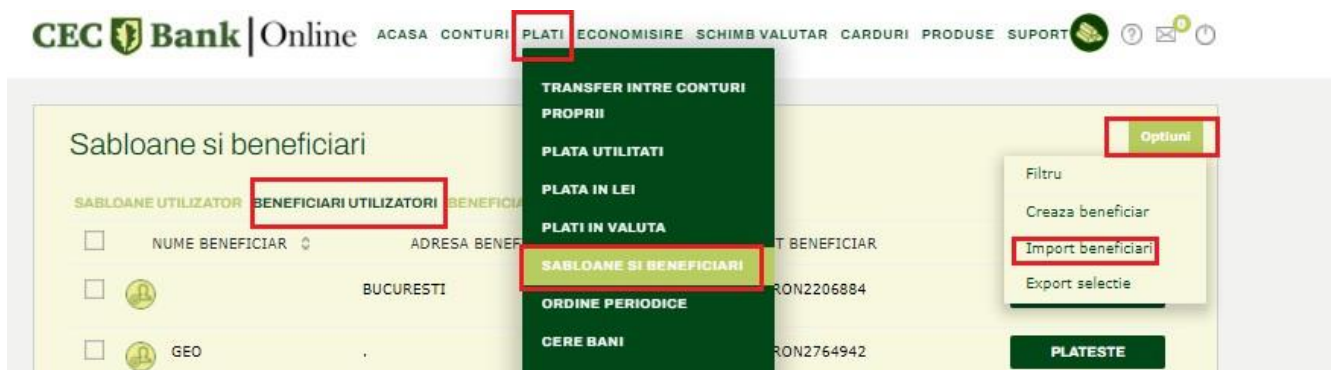 CEC Bank Online ACASA CONTURI PLATI ECONOMISIRE SCHIMB VALUTAR CARDURI PRODUSE SUPORT ? 0
TRANSFER INTRE CONTURI
PROPRII
PLATA UTILITATI
PLATA IN LEI
PLATI IN VALUTA
SABLOANE SI BENEFICIARI
ORDINE PERIODICE
CERE BANI
Sabloane si beneficiari
Optiuni
Filtru
Creaza beneficiar
Import beneficiari
Export selectie
SABLOANE UTILIZATOR BENEFICIARI UTILIZATORI
NUME BENEFICIAR ADRESA BENEF T BENEFICIAR
BUCURESTI RON2206884
GEO . RON2764942 PLATESTE